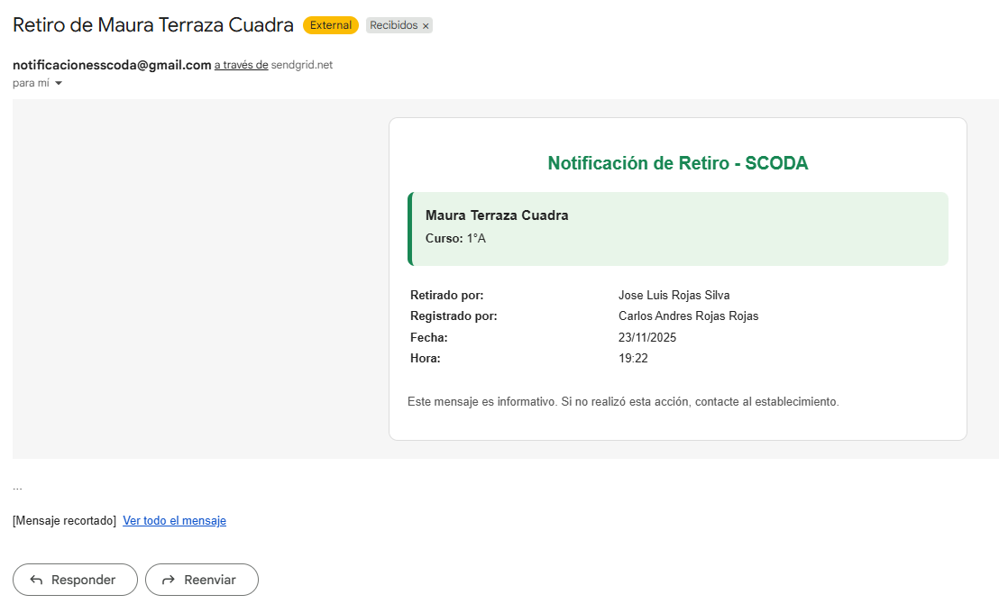 Retiro de Maura Terraza Cuadra External Recibidos ×
notificacionesscoda@gmail.com a través de sendgrid.net
para mí
Notificación de Retiro - SCODA
Maura Terraza Cuadra
Curso: 1°A
Retirado por: Jose Luis Rojas Silva
Registrado por: Carlos Andres Rojas Rojas
Fecha: 23/11/2025
Hora: 19:22
Este mensaje es informativo. Si no realizó esta acción, contacte al establecimiento.
...
[Mensaje recortado] Ver todo el mensaje
Responder Reenviar